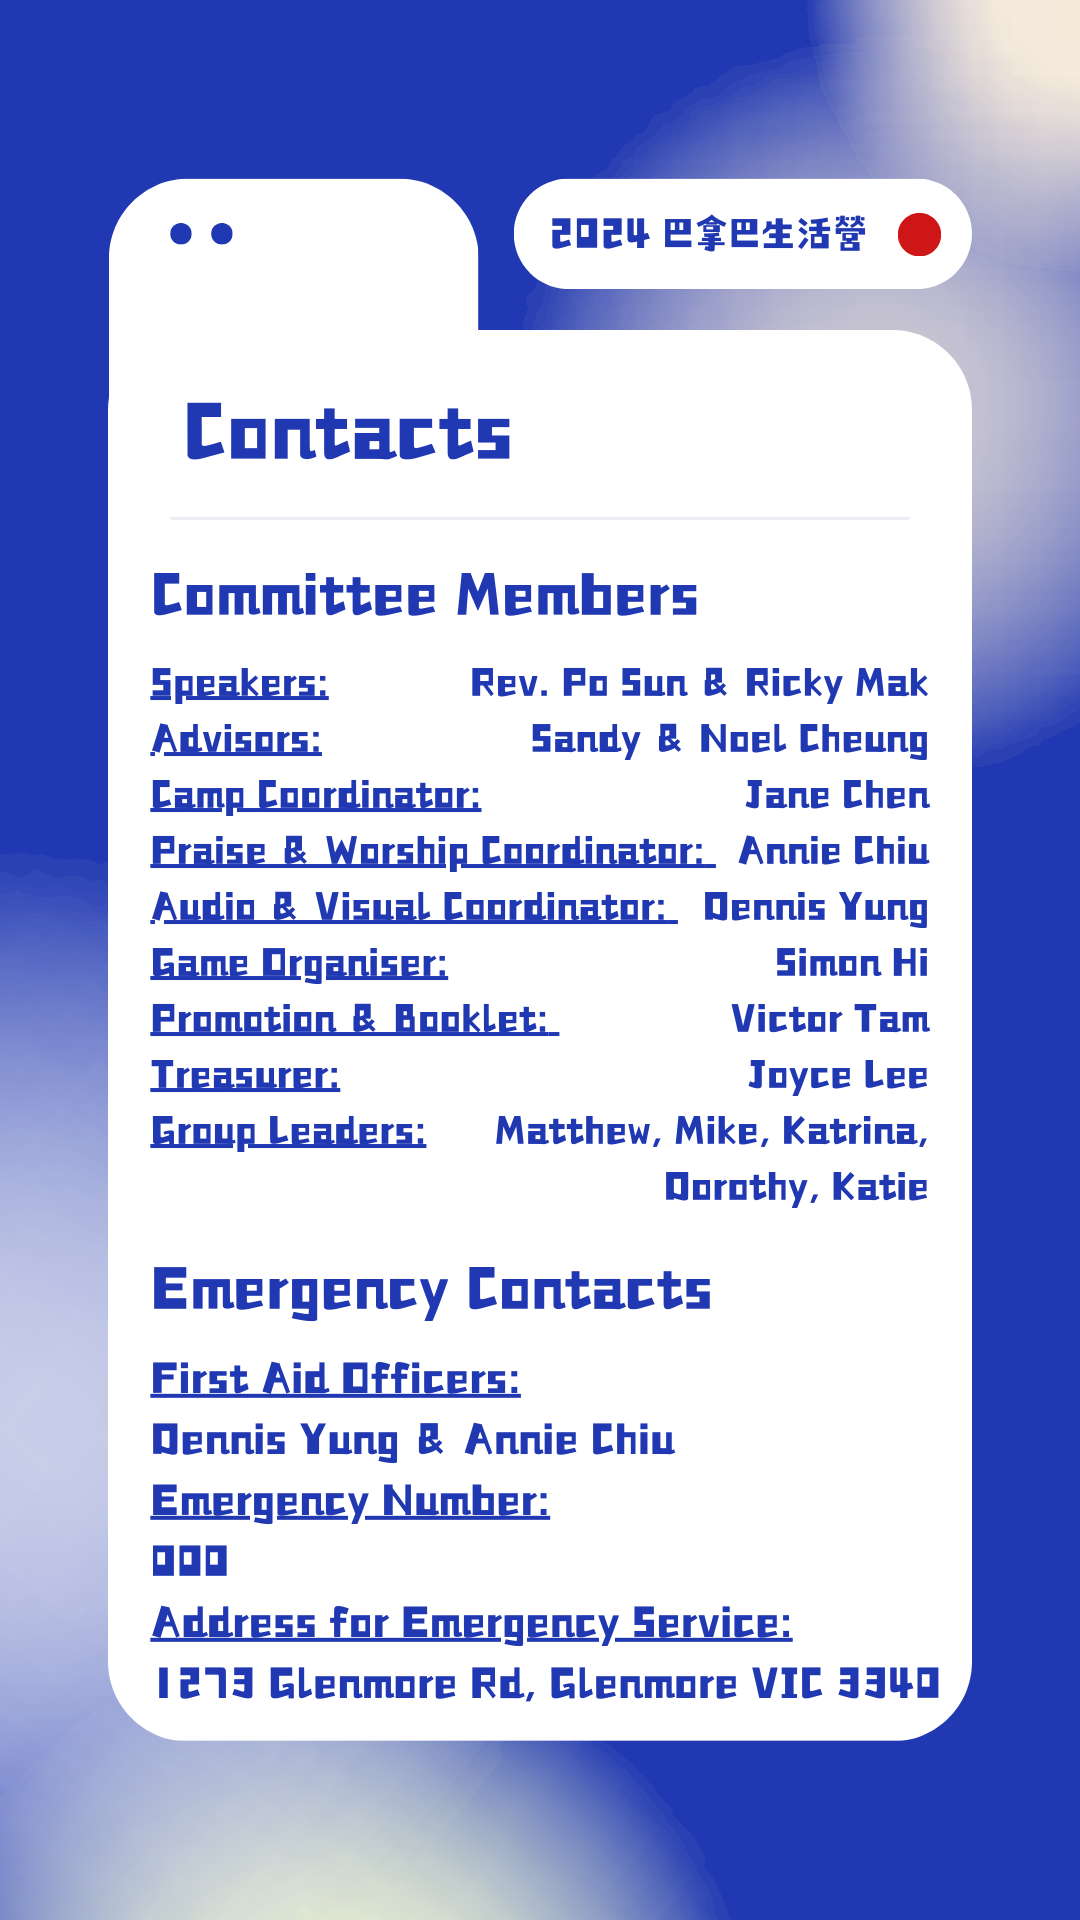 2024 巴拿巴生活營
Contacts
Committee Members
Speakers: Rev. Po Sun & Ricky Mak
Advisors: Sandy & Noel Cheung
Camp Coordinator: Jane Chen
Praise & Worship Coordinator: Annie Chiu
Audio & Visual Coordinator: Dennis Yung
Game Organiser: Simon Hi
Promotion & Booklet: Victor Tam
Treasurer: Joyce Lee
Group Leaders: Matthew, Mike, Katrina,
Dorothy, Katie
Emergency Contacts
First Aid Officers:
Dennis Yung & Annie Chiu
Emergency Number:
000
Address for Emergency Service:
1273 Glenmore Rd, Glenmore VIC 3340